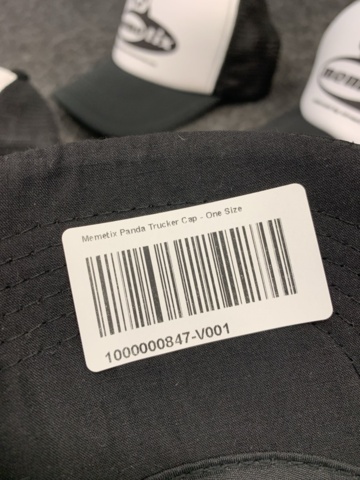 Memetix Panda Trucker Cap - One Size
1000000847-V001